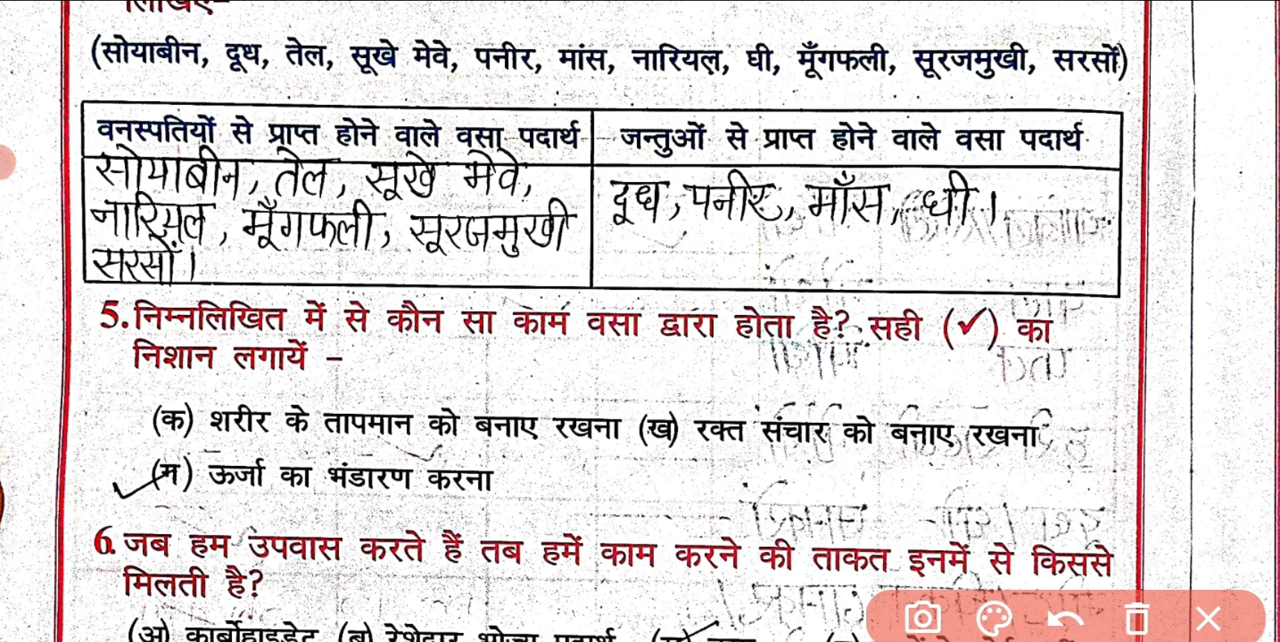 लिखिए-
(सोयाबीन, दूध, तेल, सूखे मेवे, पनीर, मांस, नारियल, घी, मूँगफली, सूरजमुखी, सरसों)
वनस्पतियों से प्राप्त होने वाले वसा पदार्थ
जन्तुओं से प्राप्त होने वाले वसा पदार्थ
सोयाबीन, तेल, सूखे मेवे,
नारियल, मूँगफली, सूरजमुखी
सरसों।
दूध, पनीर, माँस, घी।
5. निम्नलिखित में से कौन सा काम वसा द्वारा होता है? सही (✓) का
निशान लगायें –
(क) शरीर के तापमान को बनाए रखना (ख) रक्त संचार को बनाए रखना
✓ (ग) ऊर्जा का भंडारण करना
6. जब हम उपवास करते हैं तब हमें काम करने की ताकत इनमें से किससे
मिलती है?
(अ) कार्बोहाइड्रेट (ब) रेशेदार भोज्य पदार्थ